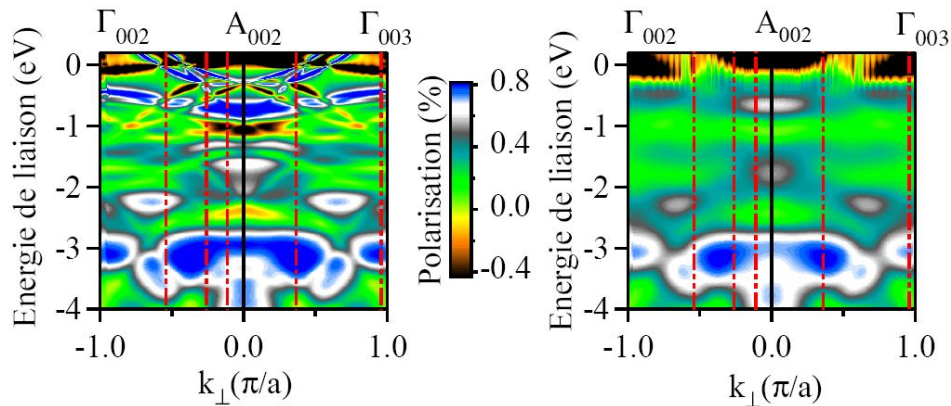 Γ002 A002 Γ003
Energie de liaison (eV)
0
-1
-2
-3
-4
-1.0 0.0 1.0
k⊥(π/a)
Polarisation (%)
0.8
0.4
0.0
-0.4
Γ002 A002 Γ003
Energie de liaison (eV)
0
-1
-2
-3
-4
-1.0 0.0 1.0
k⊥(π/a)